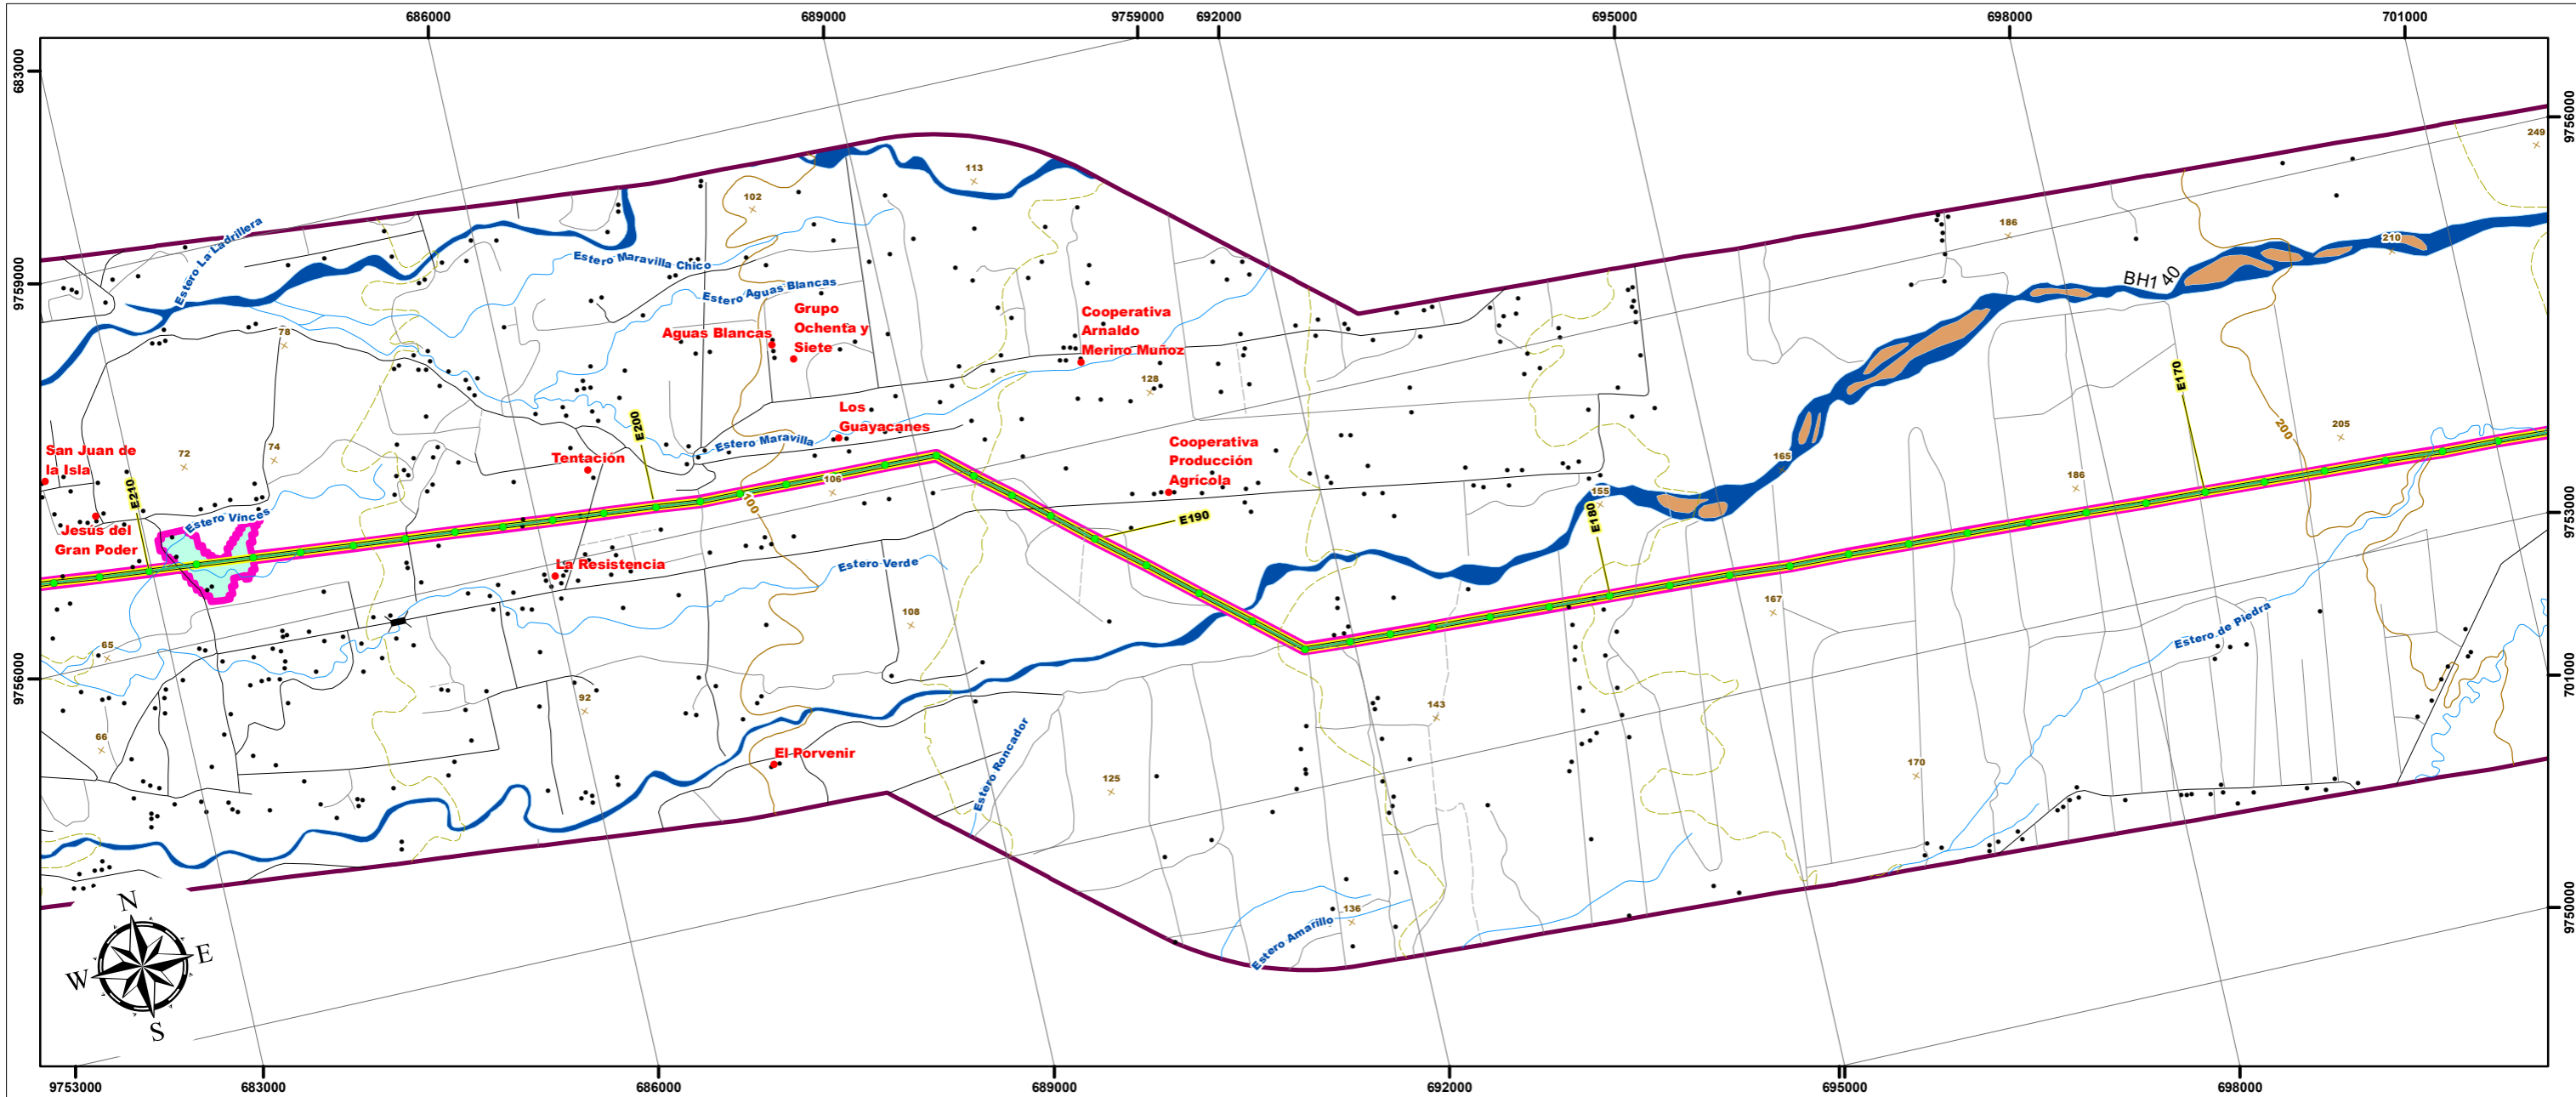 686000
689000
9759000
692000
695000
698000
701000
683000
9759000
9756000
9756000
9753000
701000
9750000
249
113
102
186
Estero La Ladrillera
Estero Maravilla Chico
210
BH1 40
Estero Aguas Blancas
Grupo
Ochenta y
Siete
Aguas Blancas
Cooperativa
Arnaldo
Merino Muñoz
78
128
E170
Los
Guayacanes
E200
Estero Maravilla
200
205
San Juan de
la Isla
72
74
Tentación
Cooperativa
Producción
Agrícola
165
E210
106
100
155
186
Estero Vinces
E190
E180
Jesús del
Gran Poder
La Resistencia
Estero Verde
108
167
Estero de Piedra
65
92
143
66
El Porvenir
Estero Roncador
125
170
136
Estero Amarillo
N
W
E
S
9753000
683000
686000
689000
692000
695000
698000